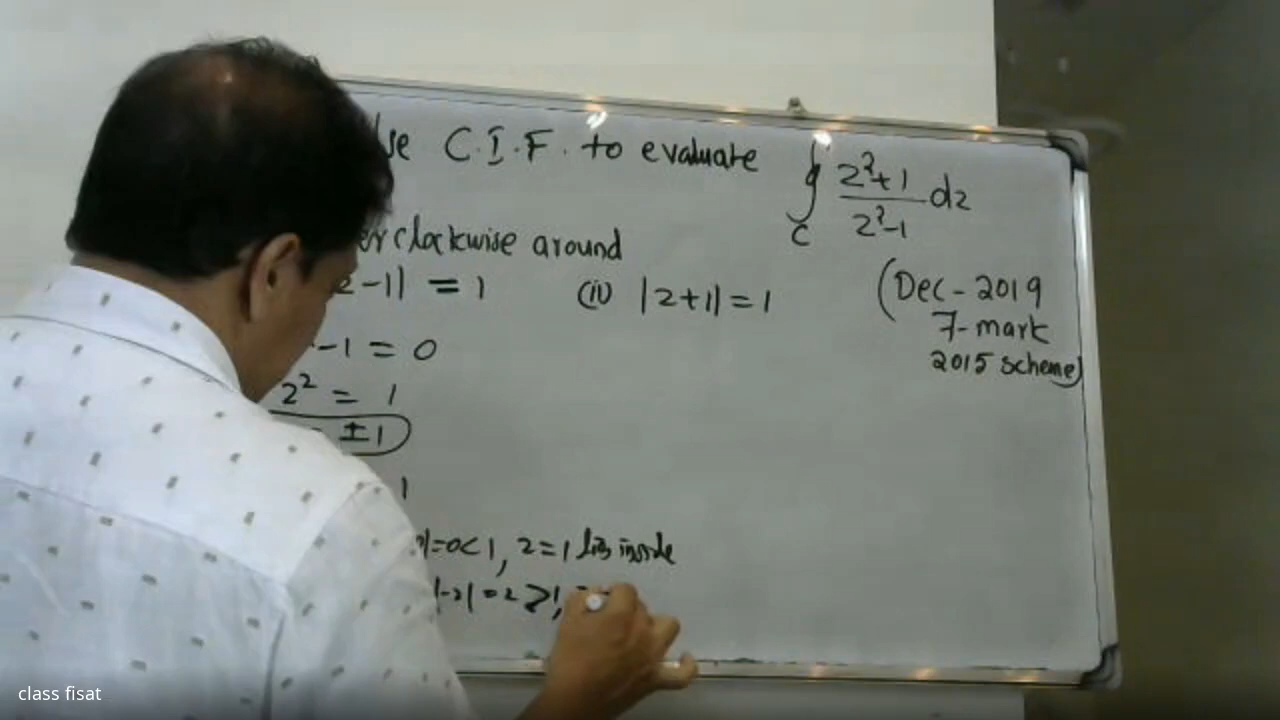 C.I.F. to evaluate ∮ z²+1 / z²-1 dz
C
clockwise around
-1| = 1 (ii) |z+1| = 1
(Dec - 2019
7-mark
2015 scheme)
-1 = 0
z² = 1
±1
1
|=0<1, z=1 lies inside
|-2|=2>1,
class fisat